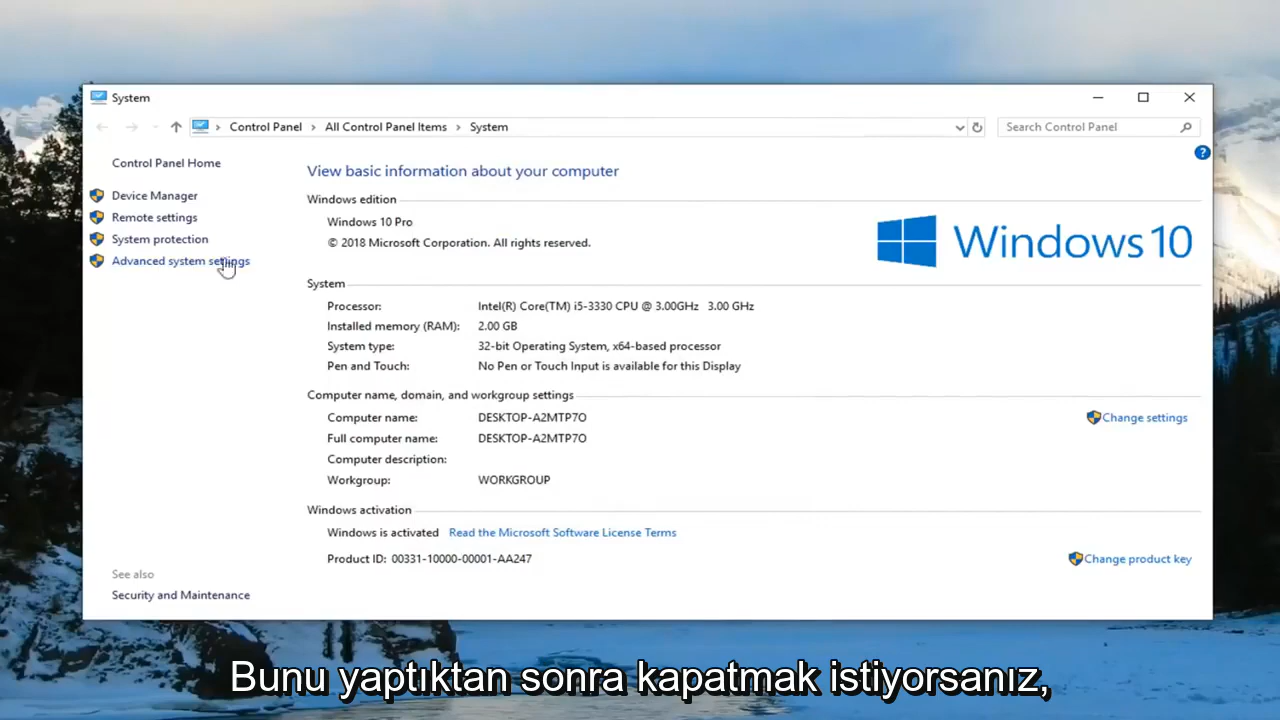 System
Control Panel > All Control Panel Items > System
Search Control Panel
?
Control Panel Home
Device Manager
Remote settings
System protection
Advanced system settings
View basic information about your computer
Windows edition
Windows 10 Pro
© 2018 Microsoft Corporation. All rights reserved.
Windows 10
System
Processor: Intel(R) Core(TM) i5-3330 CPU @ 3.00GHz 3.00 GHz
Installed memory (RAM): 2.00 GB
System type: 32-bit Operating System, x64-based processor
Pen and Touch: No Pen or Touch Input is available for this Display
Computer name, domain, and workgroup settings
Computer name: DESKTOP-A2MTP7O
Change settings
Full computer name: DESKTOP-A2MTP7O
Computer description:
Workgroup: WORKGROUP
Windows activation
Windows is activated Read the Microsoft Software License Terms
Product ID: 00331-10000-00001-AA247
Change product key
See also
Security and Maintenance
Bunu yaptıktan sonra kapatmak istiyorsanız,